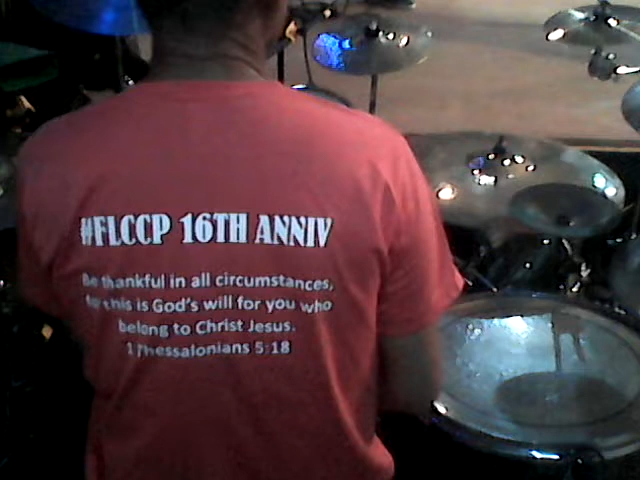 #FLCCP 16TH ANNIV
Be thankful in all circumstances,
for this is God's will for you who
belong to Christ Jesus.
1 Thessalonians 5:18